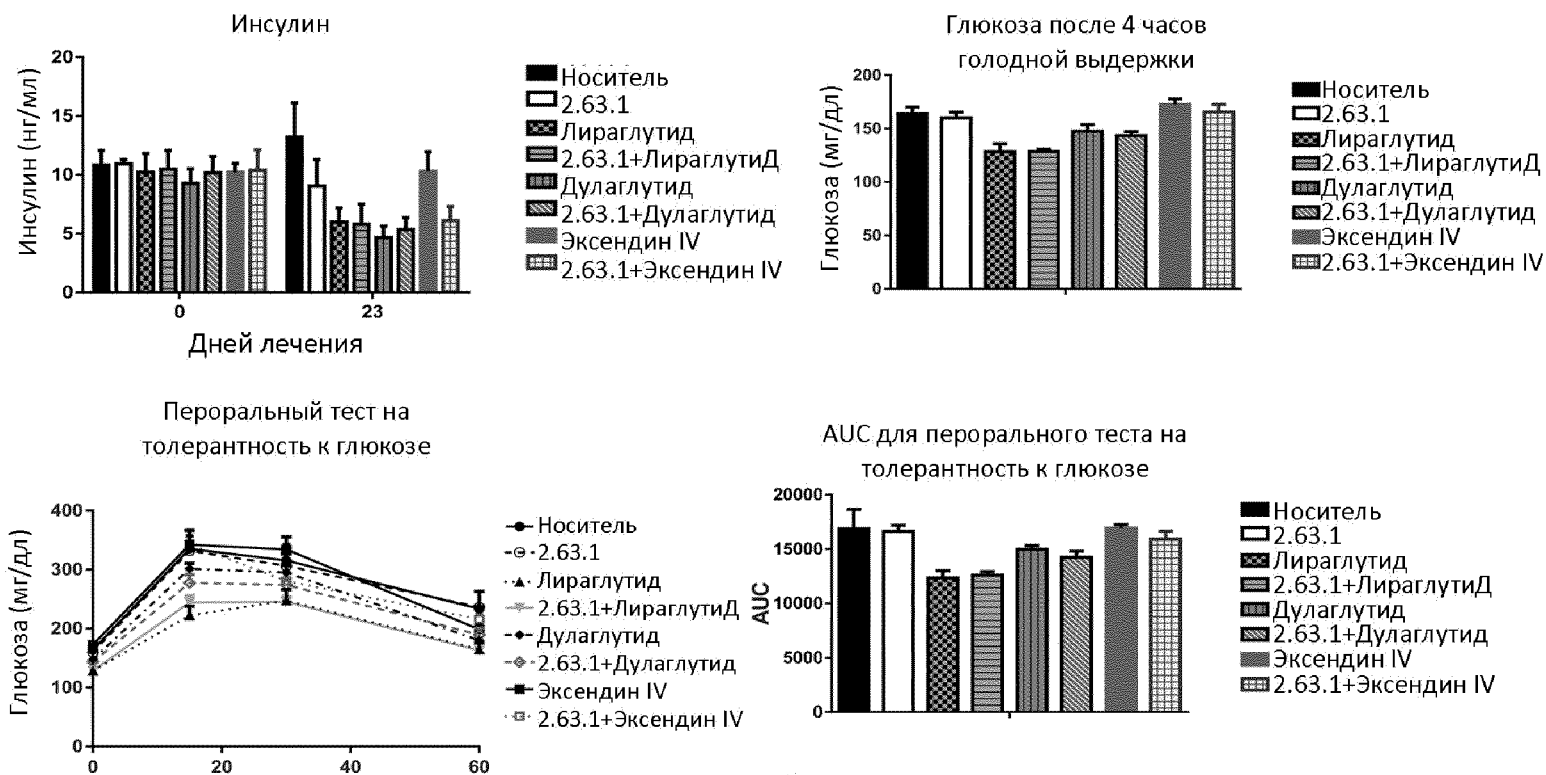 Инсулин
Инсулин (нг/мл)
20
15
10
5
0
0
23
Дней лечения
Носитель
2.63.1
Лираглутид
2.63.1+ЛираглутиД
Дулаглутид
2.63.1+Дулаглутид
Эксендин IV
2.63.1+Эксендин IV
Глюкоза после 4 часов
голодной выдержки
Глюкоза (мг/дл)
200
150
100
50
0
Носитель
2.63.1
Лираглутид
2.63.1+ЛираглутиД
Дулаглутид
2.63.1+Дулаглутид
Эксендин IV
2.63.1+Эксендин IV
Пероральный тест на
толерантность к глюкозе
Глюкоза (мг/дл)
400
300
200
100
0
0
20
40
60
Носитель
2.63.1
Лираглутид
2.63.1+ЛираглутиД
Дулаглутид
2.63.1+Дулаглутид
Эксендин IV
2.63.1+Эксендин IV
AUC для перорального теста на
толерантность к глюкозе
AUC
20000
15000
10000
5000
0
Носитель
2.63.1
Лираглутид
2.63.1+ЛираглутиД
Дулаглутид
2.63.1+Дулаглутид
Эксендин IV
2.63.1+Эксендин IV